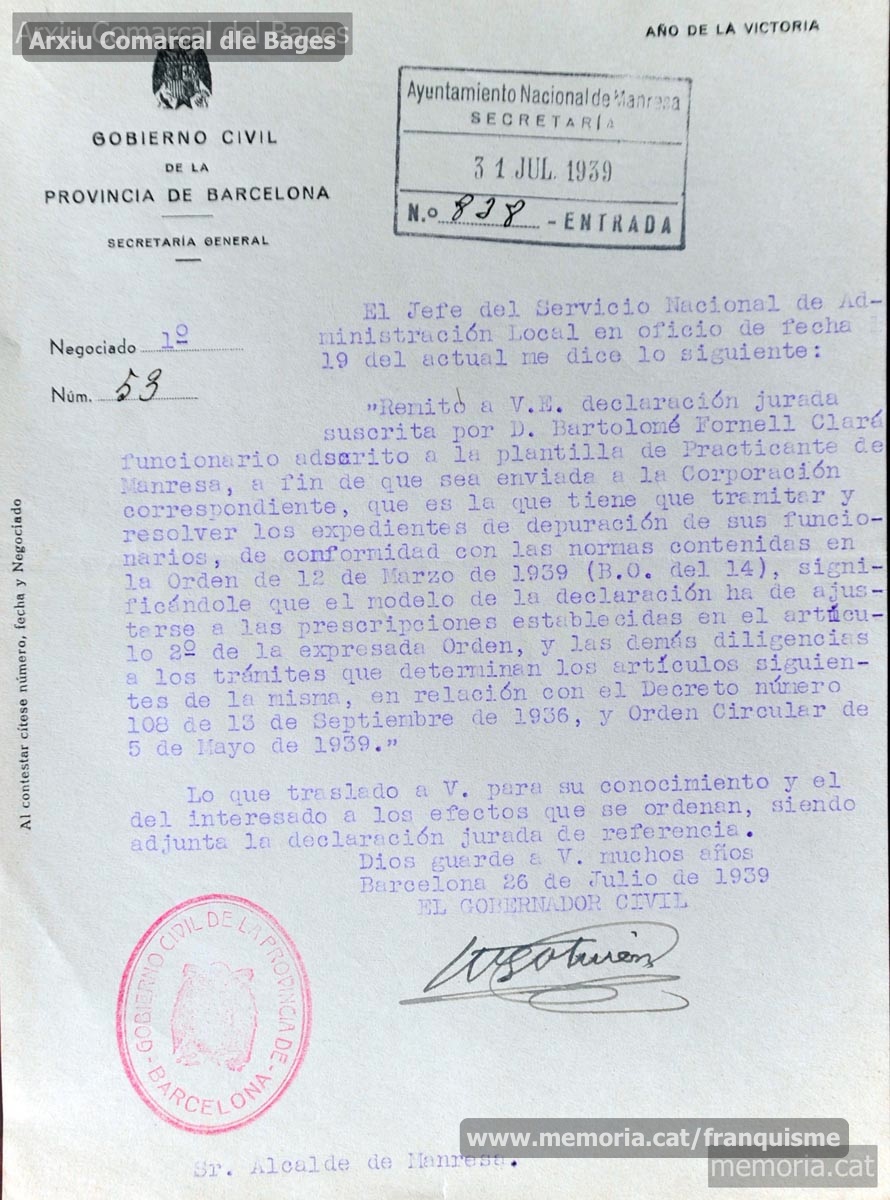 Arxiu Comarcal del Bages
Arxiu Comarcal dle Bages
AÑO DE LA VICTORIA
GOBIERNO CIVIL
DE LA
PROVINCIA DE BARCELONA
SECRETARÍA GENERAL
Ayuntamiento Nacional de Manresa
SECRETARÍA
31 JUL. 1939
N.º 828 - ENTRADA
Negociado 1º
Núm. 53
El Jefe del Servicio Nacional de Ad-
ministración Local en oficio de fecha
19 del actual me dice lo siguiente:
"Remito a V.E. declaración jurada
suscrita por D. Bartolomé Fornell Clará
funcionario adscrito a la plantilla de Practicante de
Manresa, a fin de que sea enviada a la Corporación
correspondiente, que es la que tiene que tramitar y
resolver los expedientes de depuración de sus funcio-
narios, de conformidad con las normas contenidas en
la Orden de 12 de Marzo de 1939 (B.O. del 14), signi-
ficándole que el modelo de la declaración ha de ajus-
tarse a las prescripciones establecidas en el artícu-
lo 2º de la expresada Orden, y las demás diligencias
a los trámites que determinan los artículos siguien-
tes de la misma, en relación con el Decreto número
108 de 13 de Septiembre de 1936, y Orden Circular de
5 de Mayo de 1939."
Lo que traslado a V. para su conocimiento y el
del interesado a los efectos que se ordenan, siendo
adjunta la declaración jurada de referencia.
Dios guarde a V. muchos años
Barcelona 26 de Julio de 1939
EL GOBERNADOR CIVIL
Al contestar cítese número, fecha y Negociado
- GOBIERNO CIVIL DE LA PROVINCIA DE -
BARCELONA
Sr. Alcalde de Manresa.
www.memoria.cat/franquisme
memoria.cat